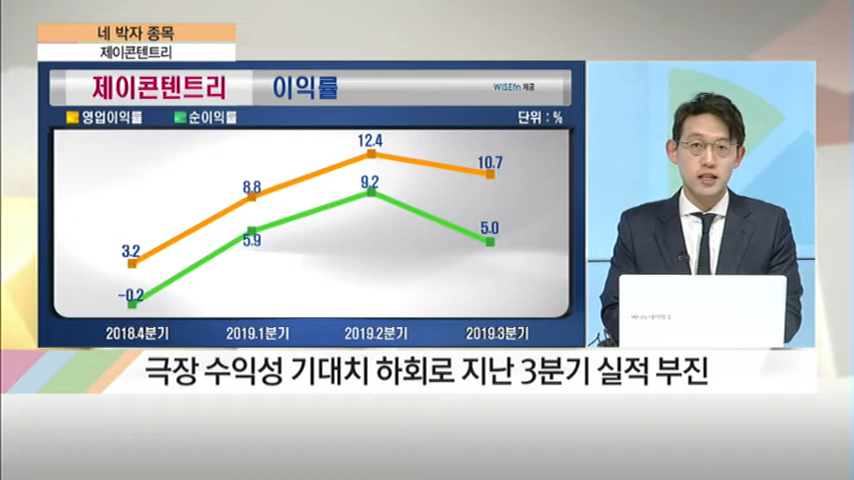 네 박자 종목
제이콘텐트리
제이콘텐트리 이익률
WISEfn 제공
영업이익률 순이익률
단위 : %
12.4
10.7
8.8
9.2
3.2
5.9
5.0
-0.2
2018.4분기 2019.1분기 2019.2분기 2019.3분기
극장 수익성 기대치 하회로 지난 3분기 실적 부진